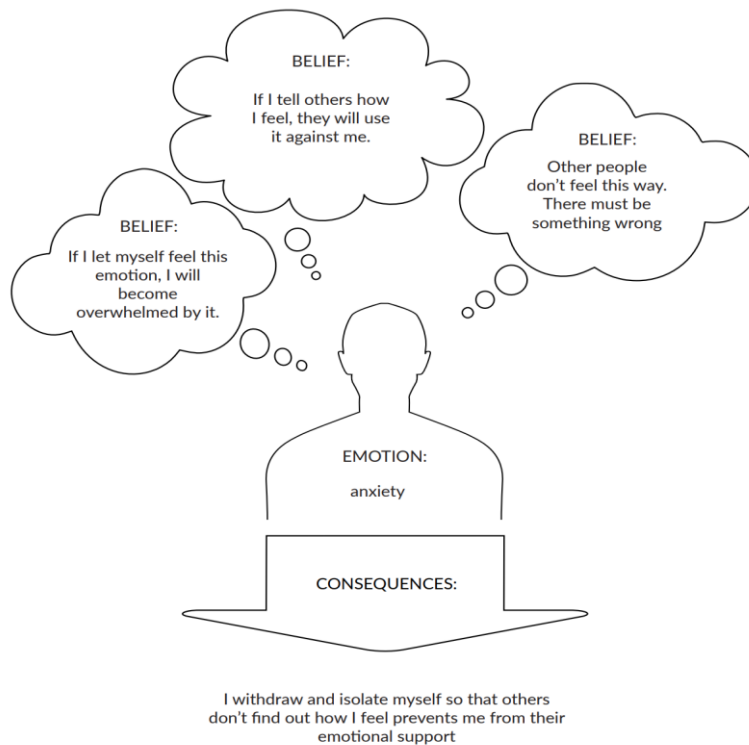 BELIEF:
If I tell others how
I feel, they will use
it against me.
BELIEF:
Other people
don't feel this way.
There must be
something wrong
BELIEF:
If I let myself feel this
emotion, I will
become
overwhelmed by it.
EMOTION:
anxiety
CONSEQUENCES:
I withdraw and isolate myself so that others
don't find out how I feel prevents me from their
emotional support